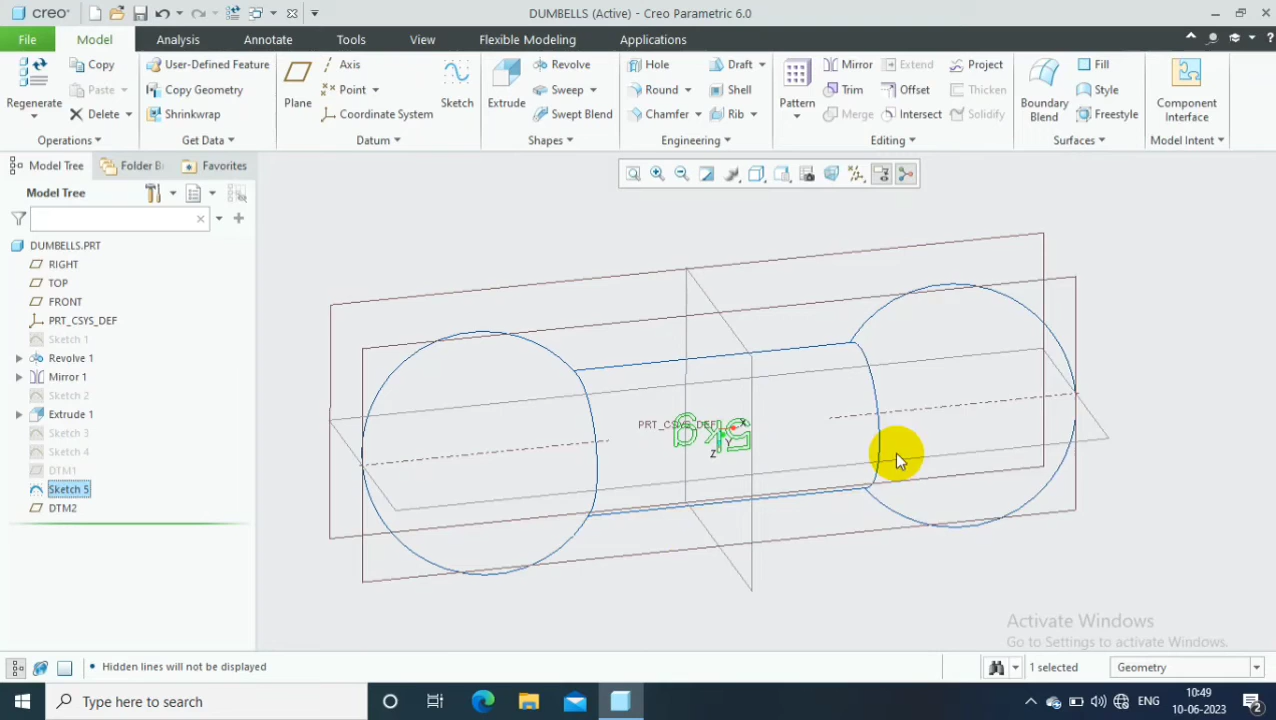 creo DUMBELLS (Active) - Creo Parametric 6.0
File Model Analysis Annotate Tools View Flexible Modeling Applications
Regenerate Copy Paste Delete User-Defined Feature Copy Geometry Shrinkwrap Plane Axis Point Coordinate System Sketch Extrude Revolve Sweep Swept Blend Hole Round Chamfer Draft Shell Rib Pattern Mirror Trim Merge Extend Offset Intersect Project Thicken Solidify Boundary Blend Fill Style Freestyle Component Interface
Operations Get Data Datum Shapes Engineering Editing Surfaces Model Intent
Model Tree Folder B Favorites
Model Tree
DUMBELLS.PRT
RIGHT
TOP
FRONT
PRT_CSYS_DEF
Sketch 1
Revolve 1
Mirror 1
Sketch 2
Extrude 1
Sketch 3
Sketch 4
DTM1
Sketch 5
DTM2
PRT_CSYS_DEF
X
Y
Z
Activate Windows
Go to Settings to activate Windows.
Hidden lines will not be displayed 1 selected Geometry
Type here to search ENG 10:49
10-06-2023 2